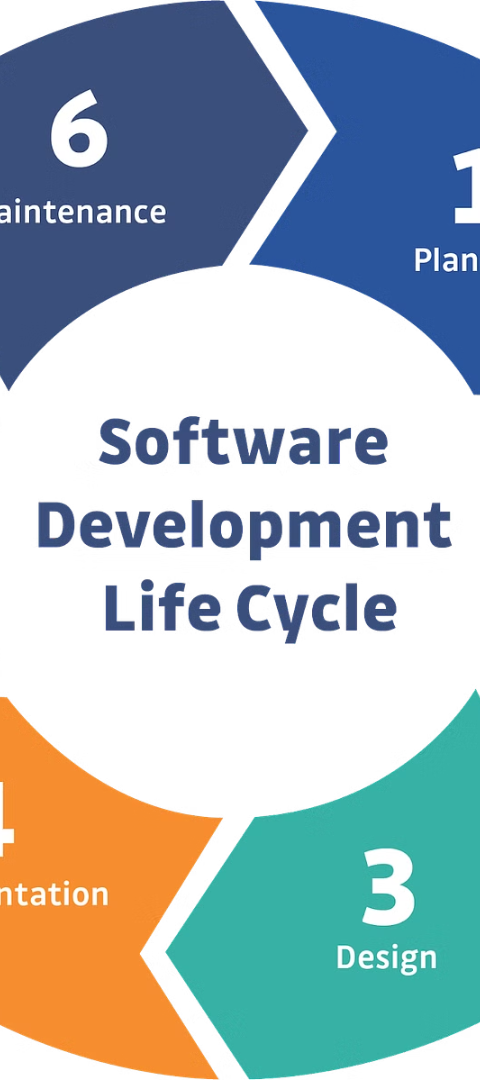 6
aintenance
1
Plan
Software
Development
Life Cycle
4
ntation
3
Design